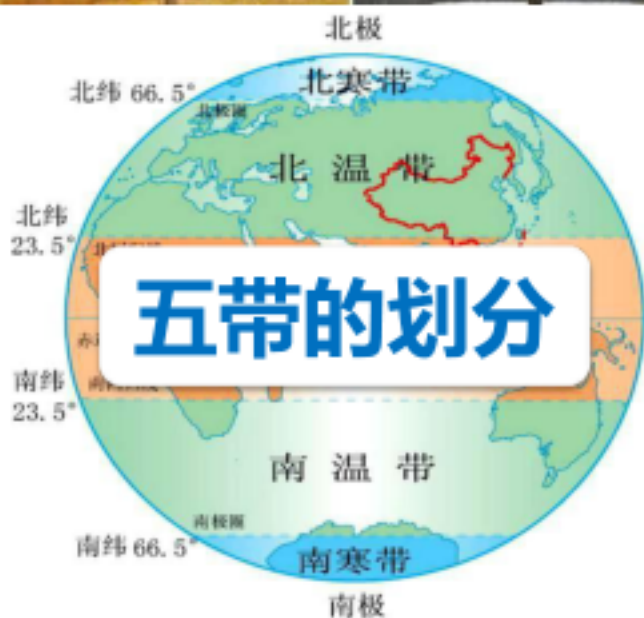 北极
北寒带
北纬 66.5°
北极圈
北 温 带
北纬
23.5°
五带的划分
南纬
23.5°
南 温 带
南极圈
南纬 66.5°
南寒带
南极